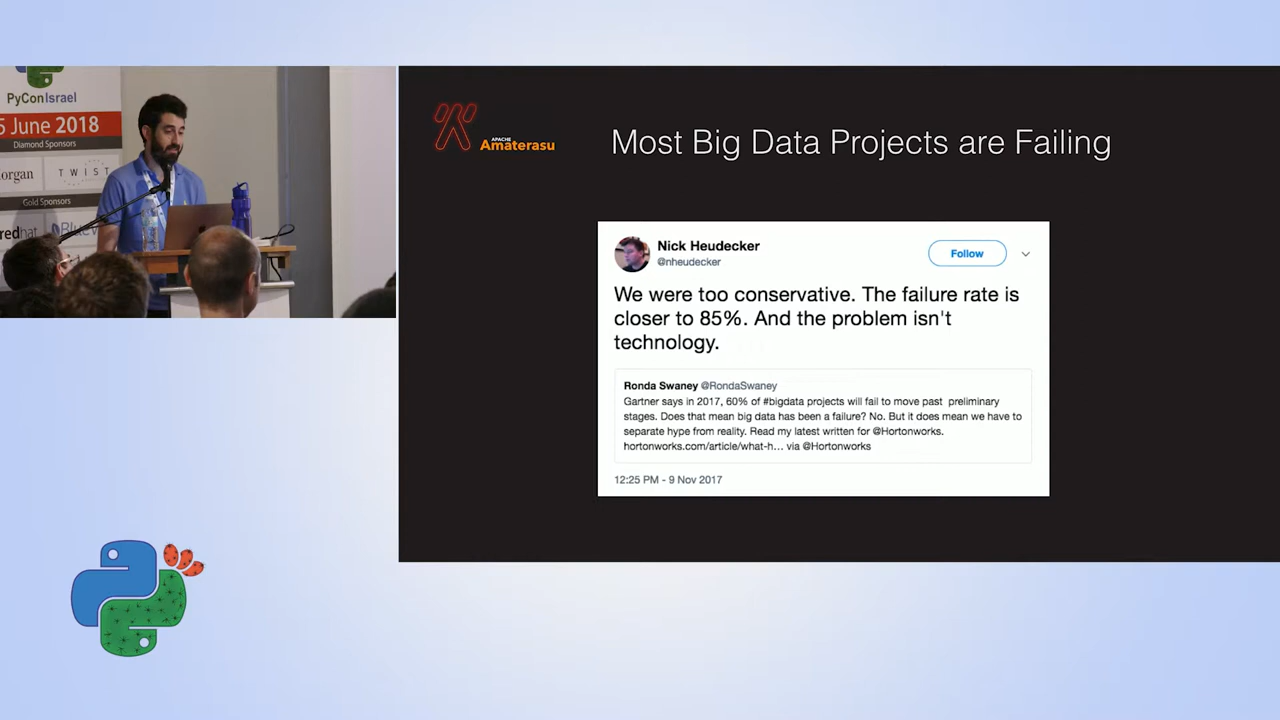 PyConIsrael
5 June 2018
Diamond Sponsors
organ
TWIST
Gold Sponsors
redhat
Blue
APACHE
Amaterasu
Most Big Data Projects are Failing
Nick Heudecker
@nheudecker
Follow
We were too conservative. The failure rate is
closer to 85%. And the problem isn't
technology.
Ronda Swaney @RondaSwaney
Gartner says in 2017, 60% of #bigdata projects will fail to move past preliminary
stages. Does that mean big data has been a failure? No. But it does mean we have to
separate hype from reality. Read my latest written for @Hortonworks.
hortonworks.com/article/what-h... via @Hortonworks
12:25 PM - 9 Nov 2017